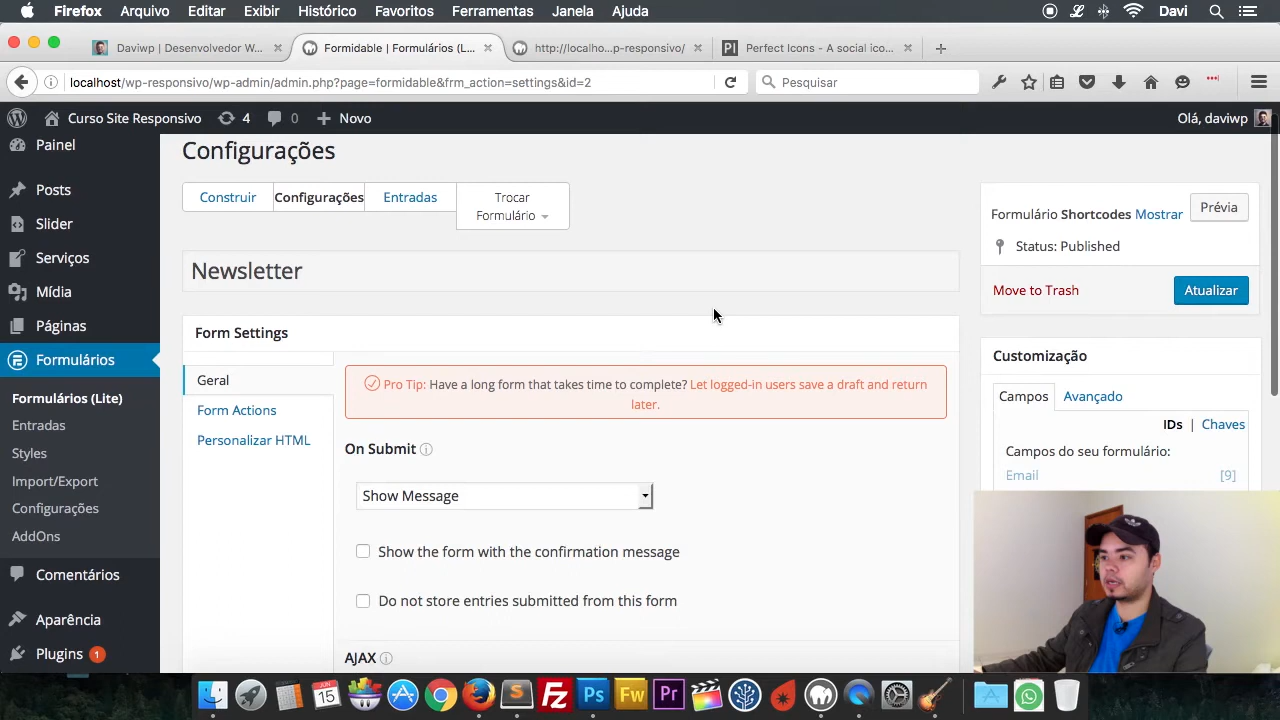 Firefox Arquivo Editar Exibir Histórico Favoritos Ferramentas Janela Ajuda Davi
Daviwp | Desenvolvedor W... × Formidable | Formulários (L... × http://localho...p-responsivo/ × Perfect Icons - A social ico... × +
localhost/wp-responsivo/wp-admin/admin.php?page=formidable&frm_action=settings&id=2
Pesquisar
Curso Site Responsivo 4 0 + Novo Olá, daviwp
Painel
Posts
Slider
Serviços
Mídia
Páginas
Formulários
Formulários (Lite)
Entradas
Styles
Import/Export
Configurações
AddOns
Comentários
Aparência
Plugins 1
Configurações
Construir Configurações Entradas Trocar
Formulário
Newsletter
Form Settings
Geral
Form Actions
Personalizar HTML
Pro Tip: Have a long form that takes time to complete? Let logged-in users save a draft and return
later.
On Submit
Show Message
Show the form with the confirmation message
Do not store entries submitted from this form
AJAX
Formulário Shortcodes Mostrar Prévia
Status: Published
Move to Trash Atualizar
Customização
Campos Avançado
IDs | Chaves
Campos do seu formulário:
Email [9]
JUN
15
Ps Fw Pr